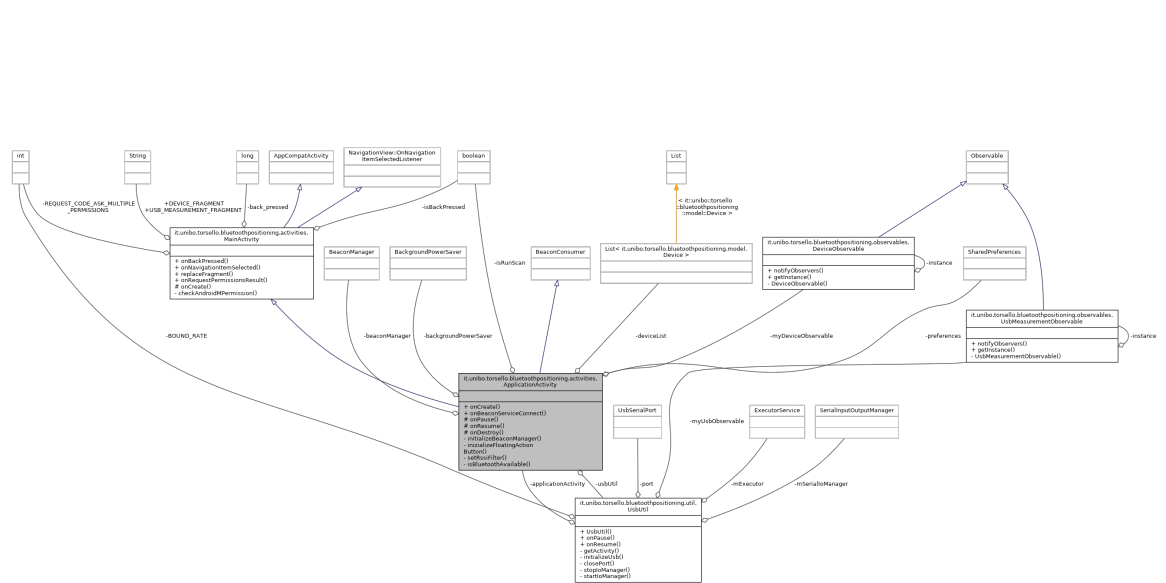 int
String
long
AppCompatActivity
NavigationView::OnNavigation
ItemSelectedListener
boolean
List
Observable
-REQUEST_CODE_ASK_MULTIPLE
_PERMISSIONS
+DEVICE_FRAGMENT
+USB_MEASUREMENT_FRAGMENT
-back_pressed
-isBackPressed
< it::unibo::torsello
::bluetoothpositioning
::model::Device >
it.unibo.torsello.bluetoothpositioning.activities.
MainActivity
+ onBackPressed()
+ onNavigationItemSelected()
+ replaceFragment()
+ onRequestPermissionsResult()
# onCreate()
- checkAndroidMPermission()
BeaconManager
BackgroundPowerSaver
-isRunScan
BeaconConsumer
List< it.unibo.torsello.bluetoothpositioning.model.
Device >
it.unibo.torsello.bluetoothpositioning.observables.
DeviceObservable
+ notifyObservers()
+ getInstance()
- DeviceObservable()
-instance
SharedPreferences
it.unibo.torsello.bluetoothpositioning.observables.
UsbMeasurementObservable
+ notifyObservers()
+ getInstance()
- UsbMeasurementObservable()
-instance
-BOUND_RATE
-beaconManager
-backgroundPowerSaver
-deviceList
-myDeviceObservable
-preferences
it.unibo.torsello.bluetoothpositioning.activities.
ApplicationActivity
+ onCreate()
+ onBeaconServiceConnect()
# onPause()
# onResume()
# onDestroy()
- initializeBeaconManager()
- inizializeFloatingAction
Button()
- setRssiFilter()
- isBluetoothAvailable()
UsbSerialPort
-myUsbObservable
ExecutorService
SerialInputOutputManager
-applicationActivity
-usbUtil
-port
-mExecutor
-mSerialIoManager
it.unibo.torsello.bluetoothpositioning.util.
UsbUtil
+ UsbUtil()
+ onPause()
+ onResume()
- getActivity()
- initializeUsb()
- closePort()
- stopIoManager()
- startIoManager()